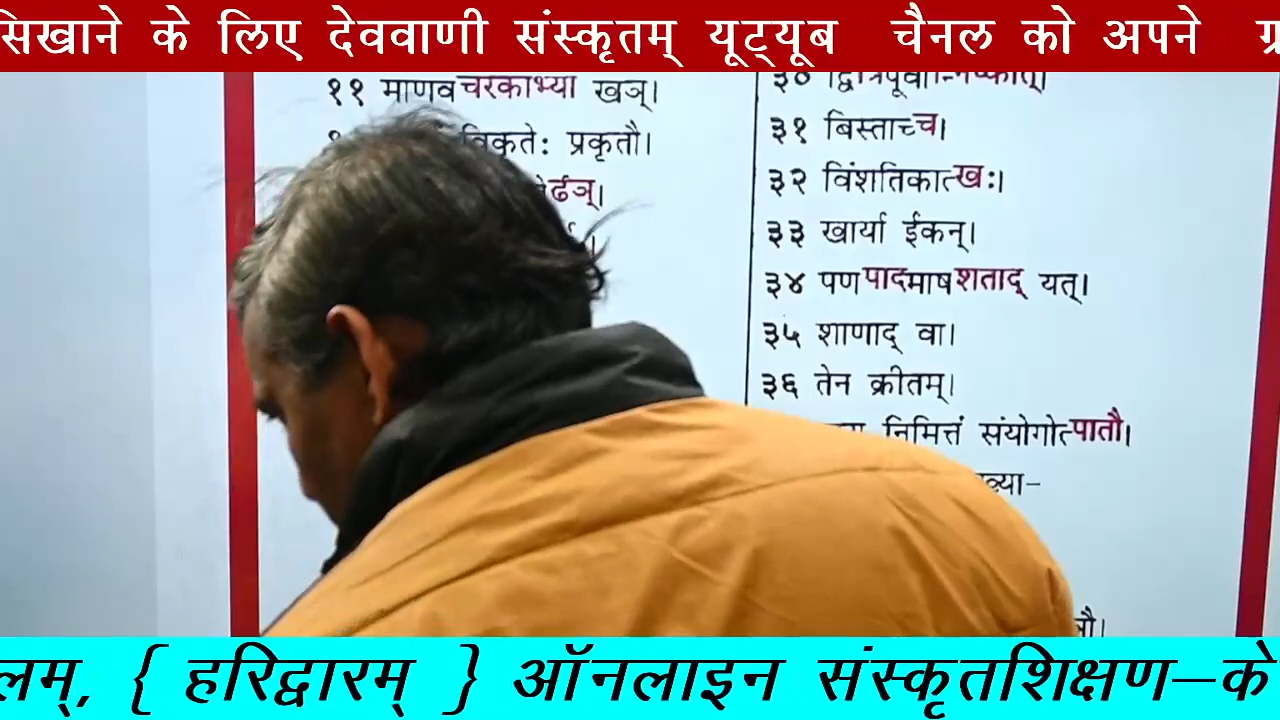 सिखाने के लिए देववाणी संस्कृतम् यूट्यूब चैनल को अपने
११ माणवचरकाभ्या खञ्।
विकृतेः प्रकृतौ।
र्ढञ्।
३१ बिस्ताच्च।
३२ विंशतिकात्खः।
३३ खार्या ईकन्।
३४ पणपादमाषशताद् यत्।
३५ शाणाद् वा।
३६ तेन क्रीतम्।
निमित्तं संयोगोत्पातौ।
लम्, { हरिद्वारम् } ऑनलाइन संस्कृतशिक्षण-के